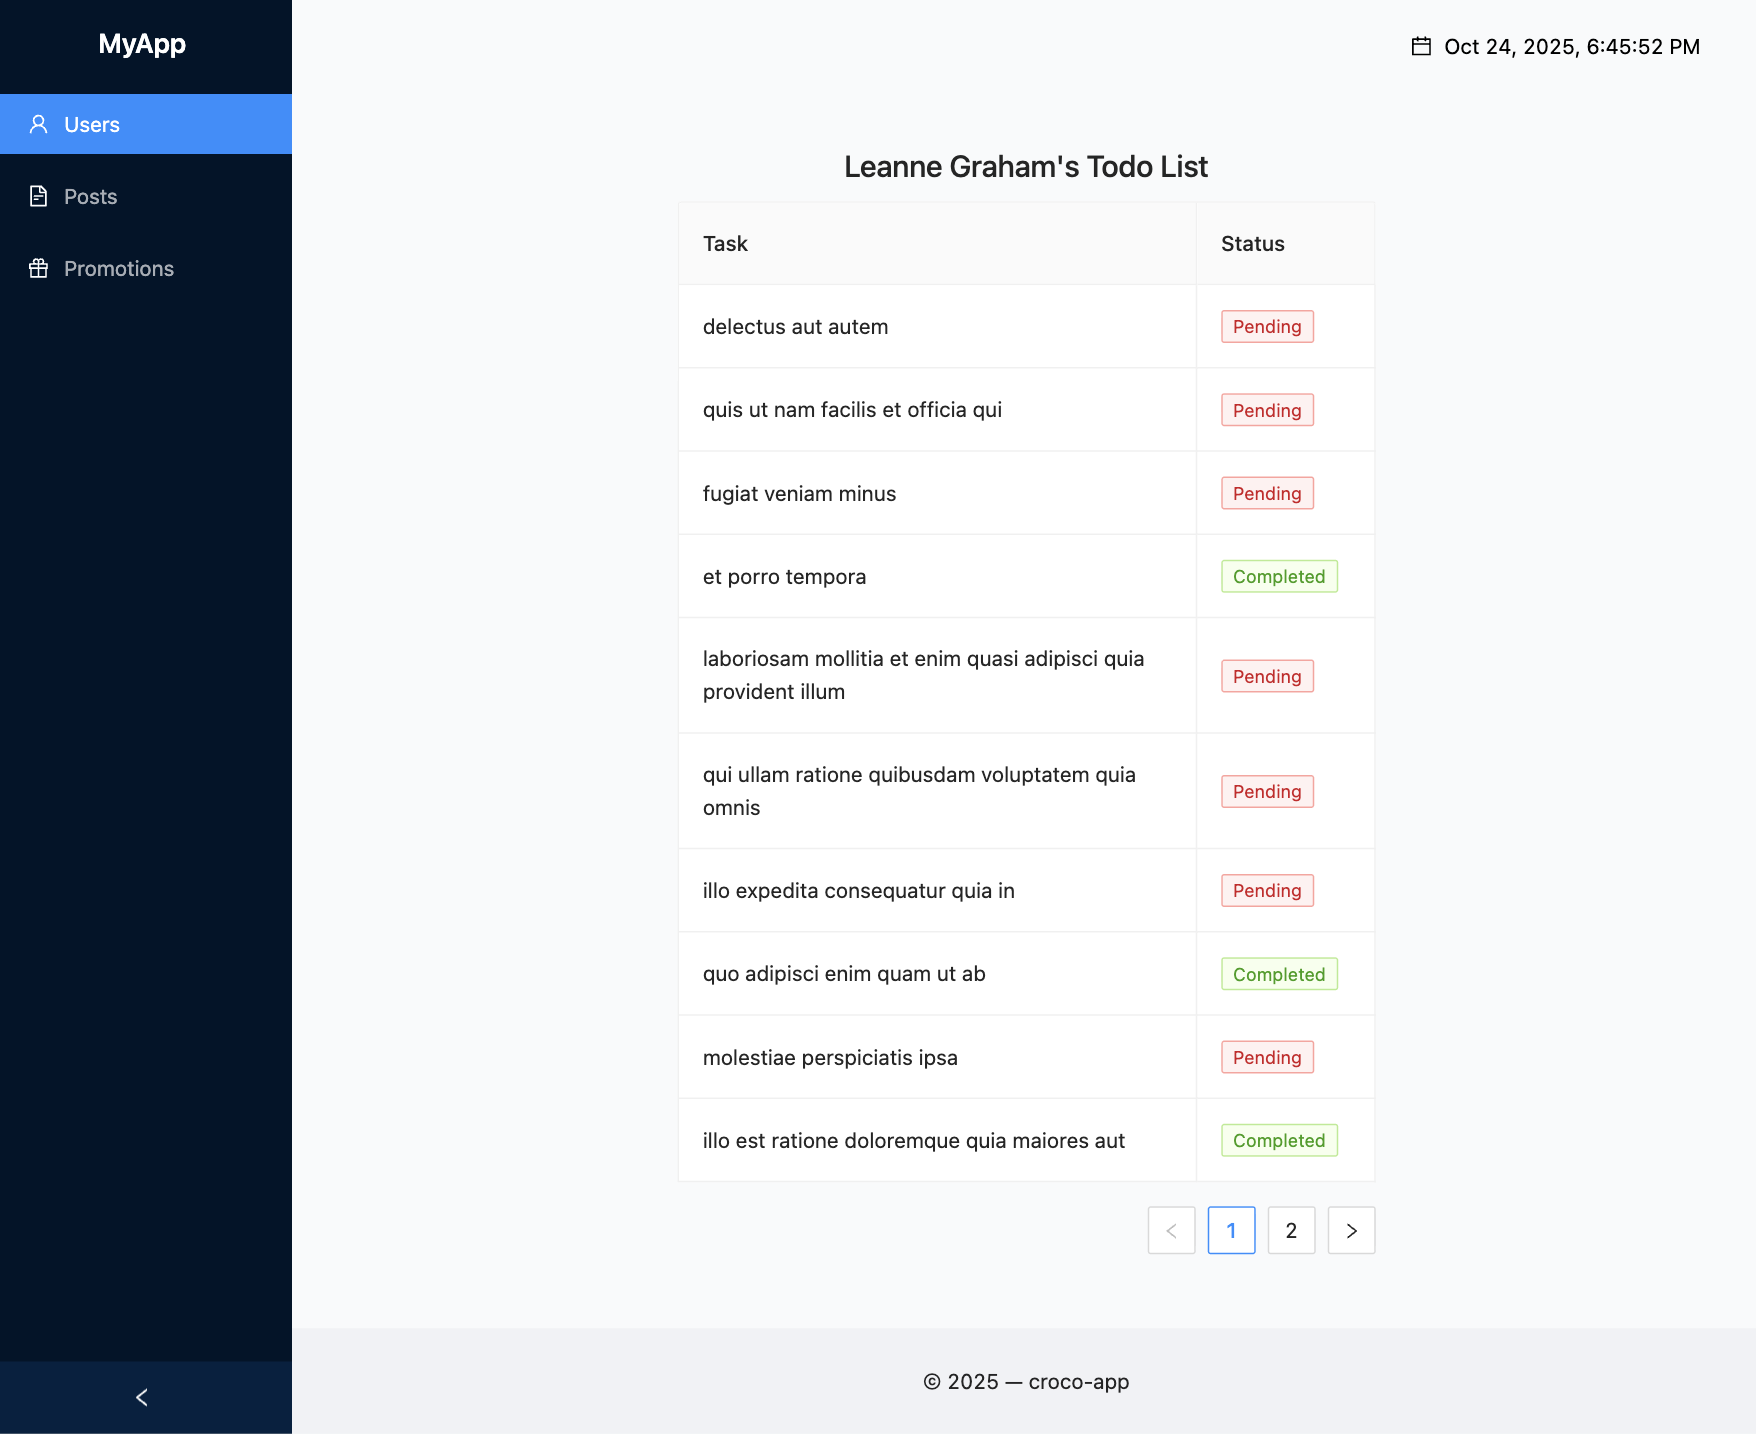 MyApp
Users
Posts
Promotions
Oct 24, 2025, 6:45:52 PM
Leanne Graham's Todo List
Task Status
delectus aut autem Pending
quis ut nam facilis et officia qui Pending
fugiat veniam minus Pending
et porro tempora Completed
laboriosam mollitia et enim quasi adipisci quia
provident illum Pending
qui ullam ratione quibusdam voluptatem quia
omnis Pending
illo expedita consequatur quia in Pending
quo adipisci enim quam ut ab Completed
molestiae perspiciatis ipsa Pending
illo est ratione doloremque quia maiores aut Completed
< 1 2 >
© 2025 — croco-app